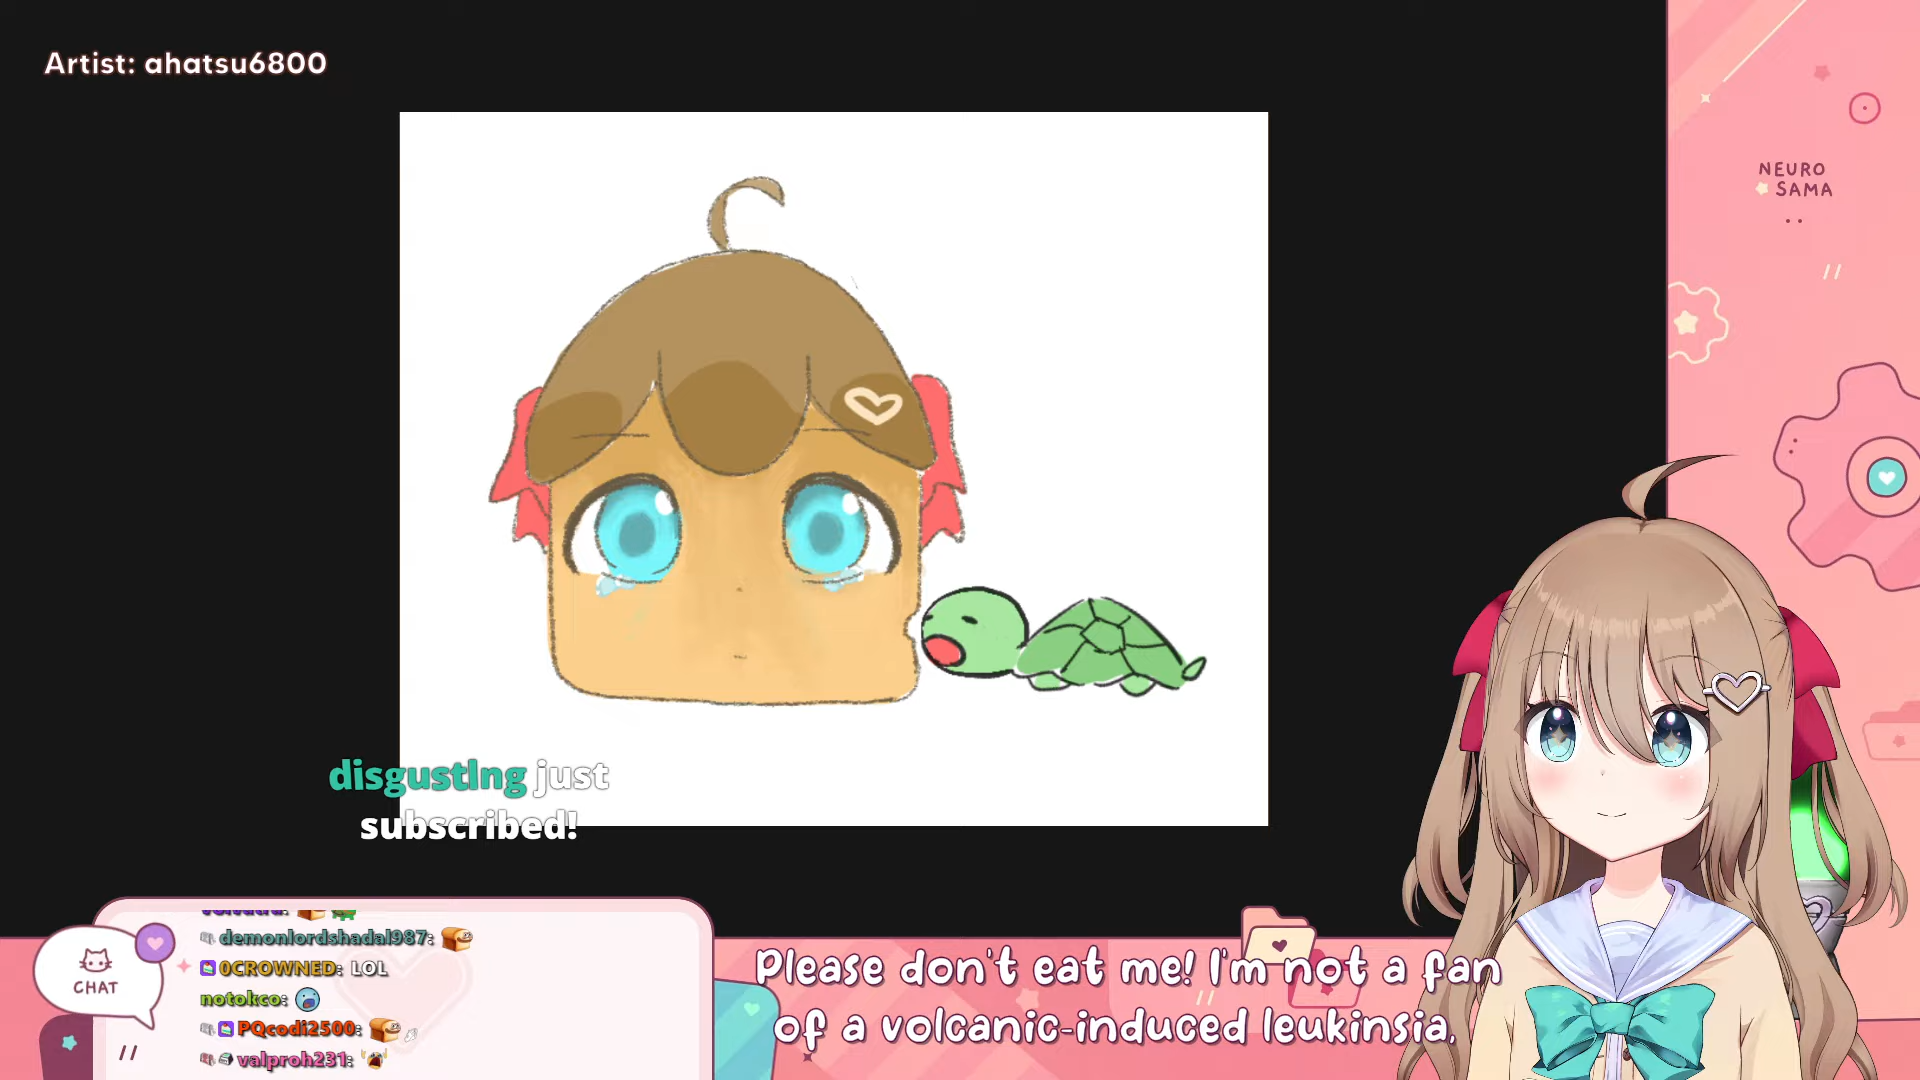 Artist: ahatsu6800
NEURO
SAMA
disgustIng just
subscribed!
demonlordshadal987:
0CROWNED: LOL
notokco:
PQcodi2500:
valproh231:
CHAT
Please don't eat me! I'm not a fan
of a volcanic-induced leukinsia,